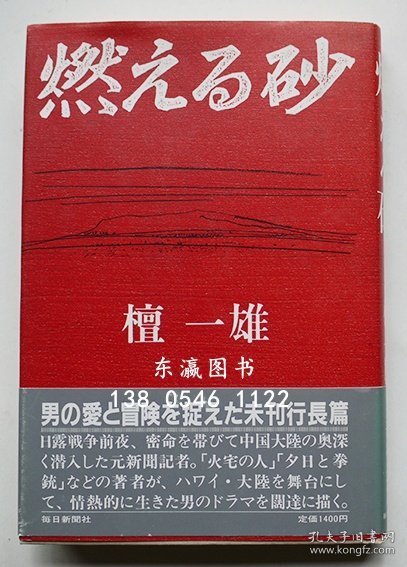 燃える砂
檀 一雄
东瀛图书
138 0546 1122
男の愛と冒険を捉えた未刊行長篇
日露戦争前夜、密命を帯びて中国大陸の奥深
く潜入した元新聞記者。「火宅の人」「夕日と拳
銃」などの著者が、ハワイ・大陸を舞台にし
て、情熱的に生きた男のドラマを闊達に描く。
毎日新聞社
定価1400円
孔夫子旧书网